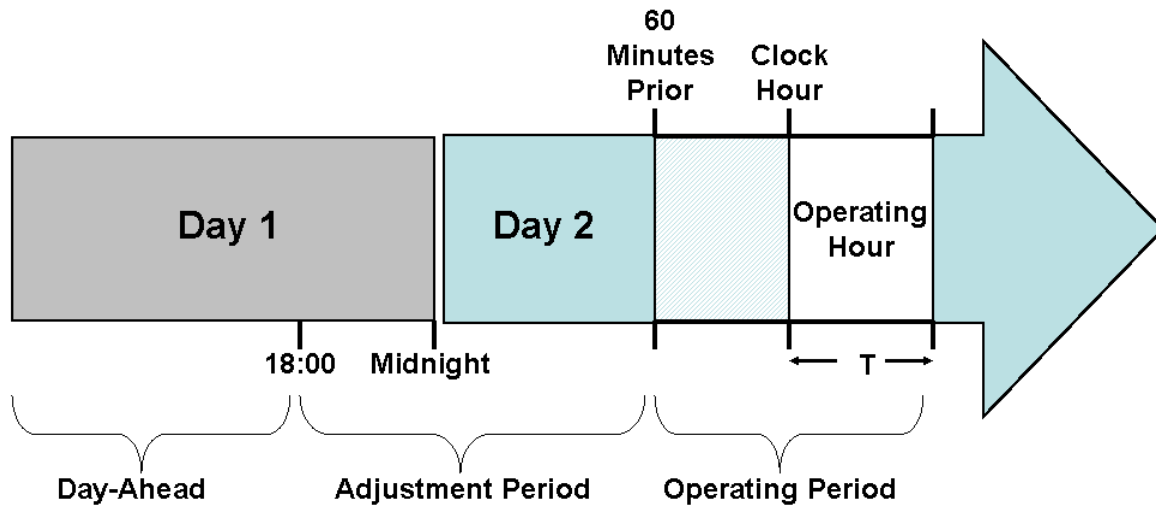 60
Minutes
Prior
Clock
Hour
Day 1
Day 2
Operating
Hour
18:00
Midnight
T
Day-Ahead
Adjustment Period
Operating Period